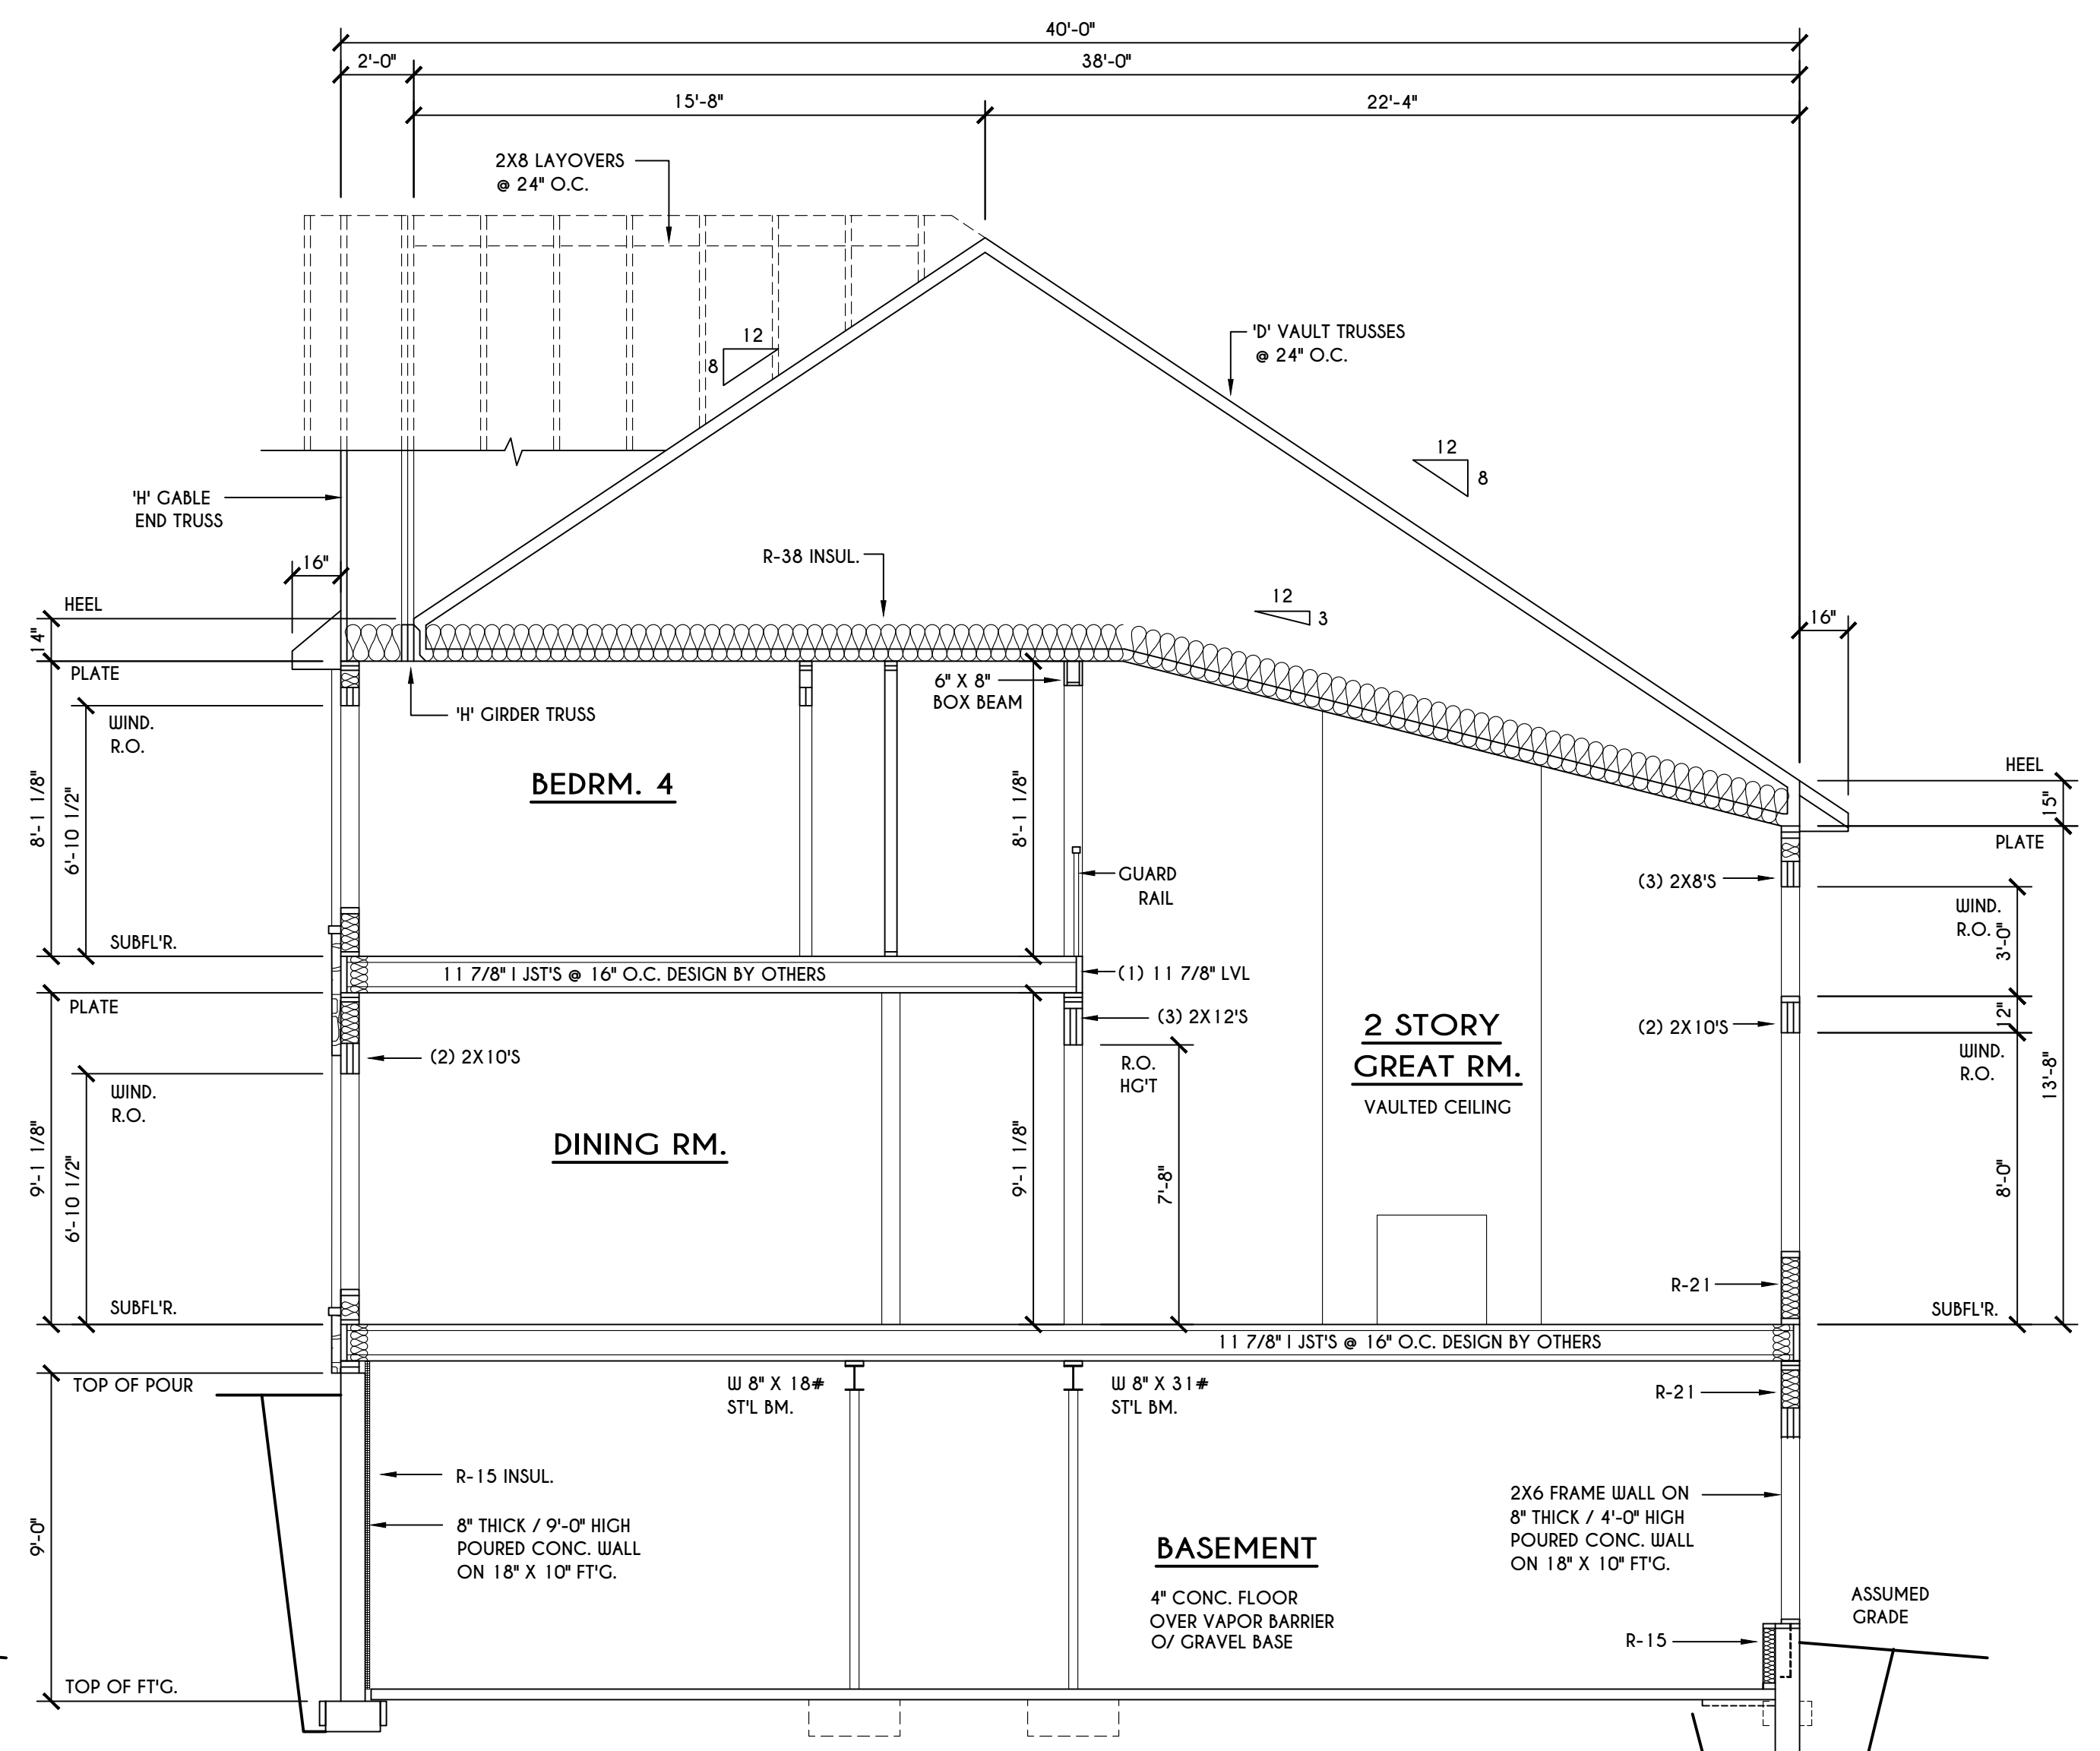 40'-0"
2'-0"
38'-0"
15'-8"
22'-4"
2X8 LAYOVERS
@ 24" O.C.
12
8
'D' VAULT TRUSSES
@ 24" O.C.
12
8
'H' GABLE
END TRUSS
16"
R-38 INSUL.
12
3
HEEL
14"
16"
PLATE
6" X 8"
BOX BEAM
'H' GIRDER TRUSS
WIND.
R.O.
HEEL
15"
BEDRM. 4
8'-1 1/8"
6'-10 1/2"
8'-1 1/8"
PLATE
GUARD
RAIL
(3) 2X8'S
WIND.
R.O.
3'-0"
SUBFL'R.
11 7/8" I JST'S @ 16" O.C. DESIGN BY OTHERS
(1) 11 7/8" LVL
PLATE
(3) 2X12'S
2 STORY
GREAT RM.
VAULTED CEILING
(2) 2X10'S
12"
(2) 2X10'S
R.O.
HG'T
WIND.
R.O.
13'-8"
WIND.
R.O.
DINING RM.
9'-1 1/8"
6'-10 1/2"
9'-1 1/8"
7'-8"
8'-0"
R-21
SUBFL'R.
SUBFL'R.
11 7/8" I JST'S @ 16" O.C. DESIGN BY OTHERS
TOP OF POUR
W 8" X 18#
ST'L BM.
W 8" X 31#
ST'L BM.
R-21
R-15 INSUL.
8" THICK / 9'-0" HIGH
POURED CONC. WALL
ON 18" X 10" FT'G.
9'-0"
2X6 FRAME WALL ON
8" THICK / 4'-0" HIGH
POURED CONC. WALL
ON 18" X 10" FT'G.
BASEMENT
4" CONC. FLOOR
OVER VAPOR BARRIER
O/ GRAVEL BASE
ASSUMED
GRADE
R-15
TOP OF FT'G.